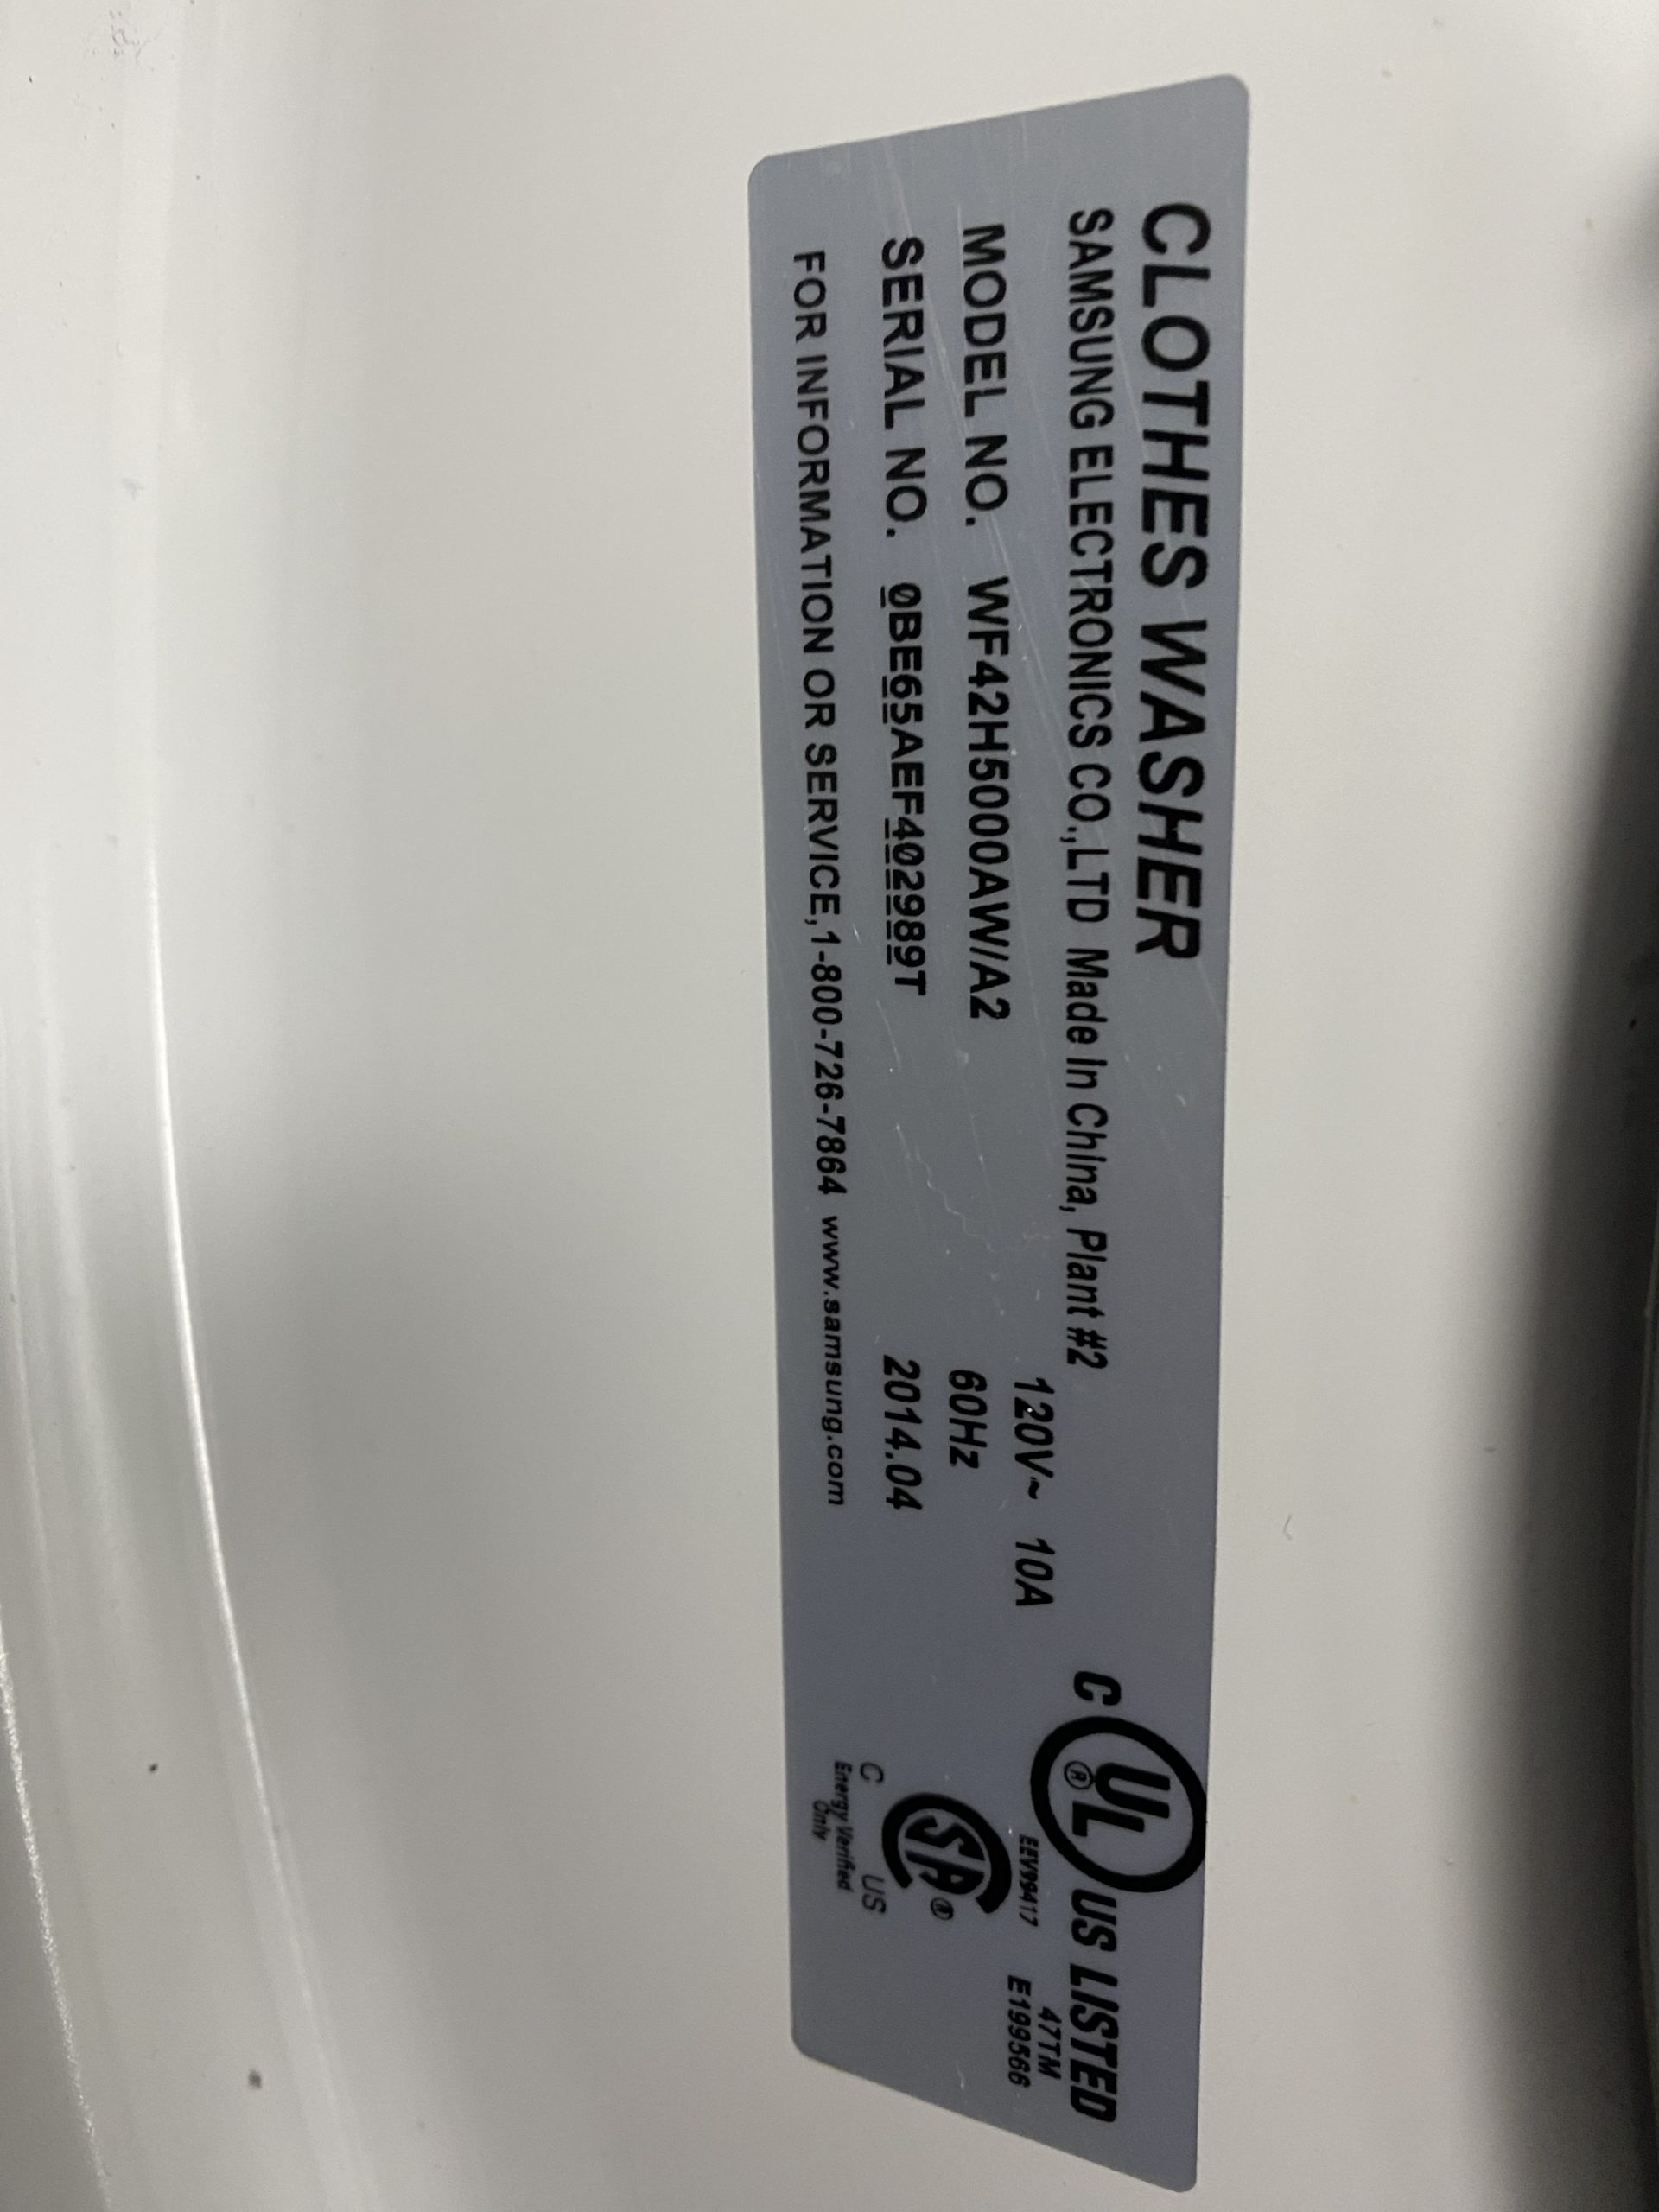 CLOTHES WASHER
SAMSUNG ELECTRONICS CO.,LTD Made In China, Plant #2
120V~ 10A
MODEL NO. WF42H5000AW/A2
60Hz
SERIAL NO. 0BE65AEF402989T
2014.04
FOR INFORMATION OR SERVICE,1-800-726-7864 www.samsung.com
C UL® US LISTED
47TM
EEV99417 E199566
SA®
C US
Energy Verified
Only